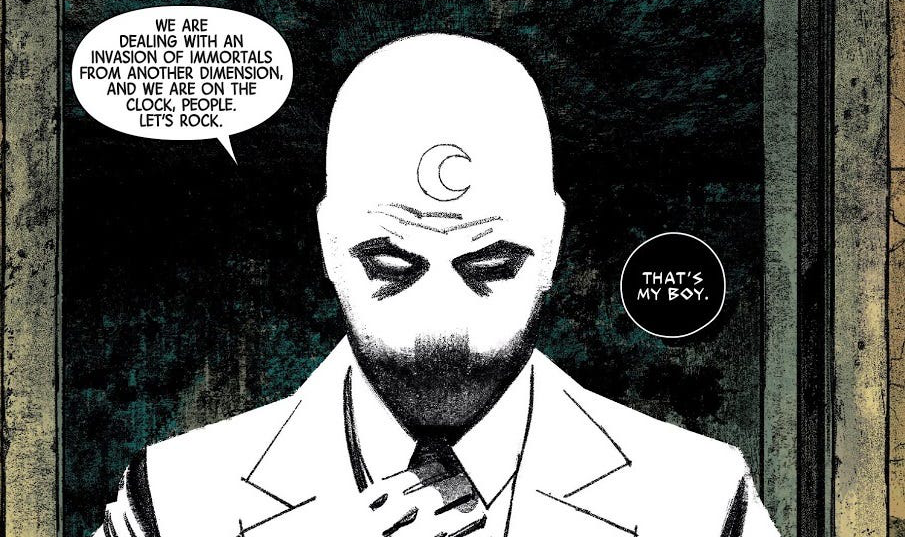 WE ARE
DEALING WITH AN
INVASION OF IMMORTALS
FROM ANOTHER DIMENSION,
AND WE ARE ON THE
CLOCK, PEOPLE.
LET'S ROCK.
THAT'S
MY BOY.